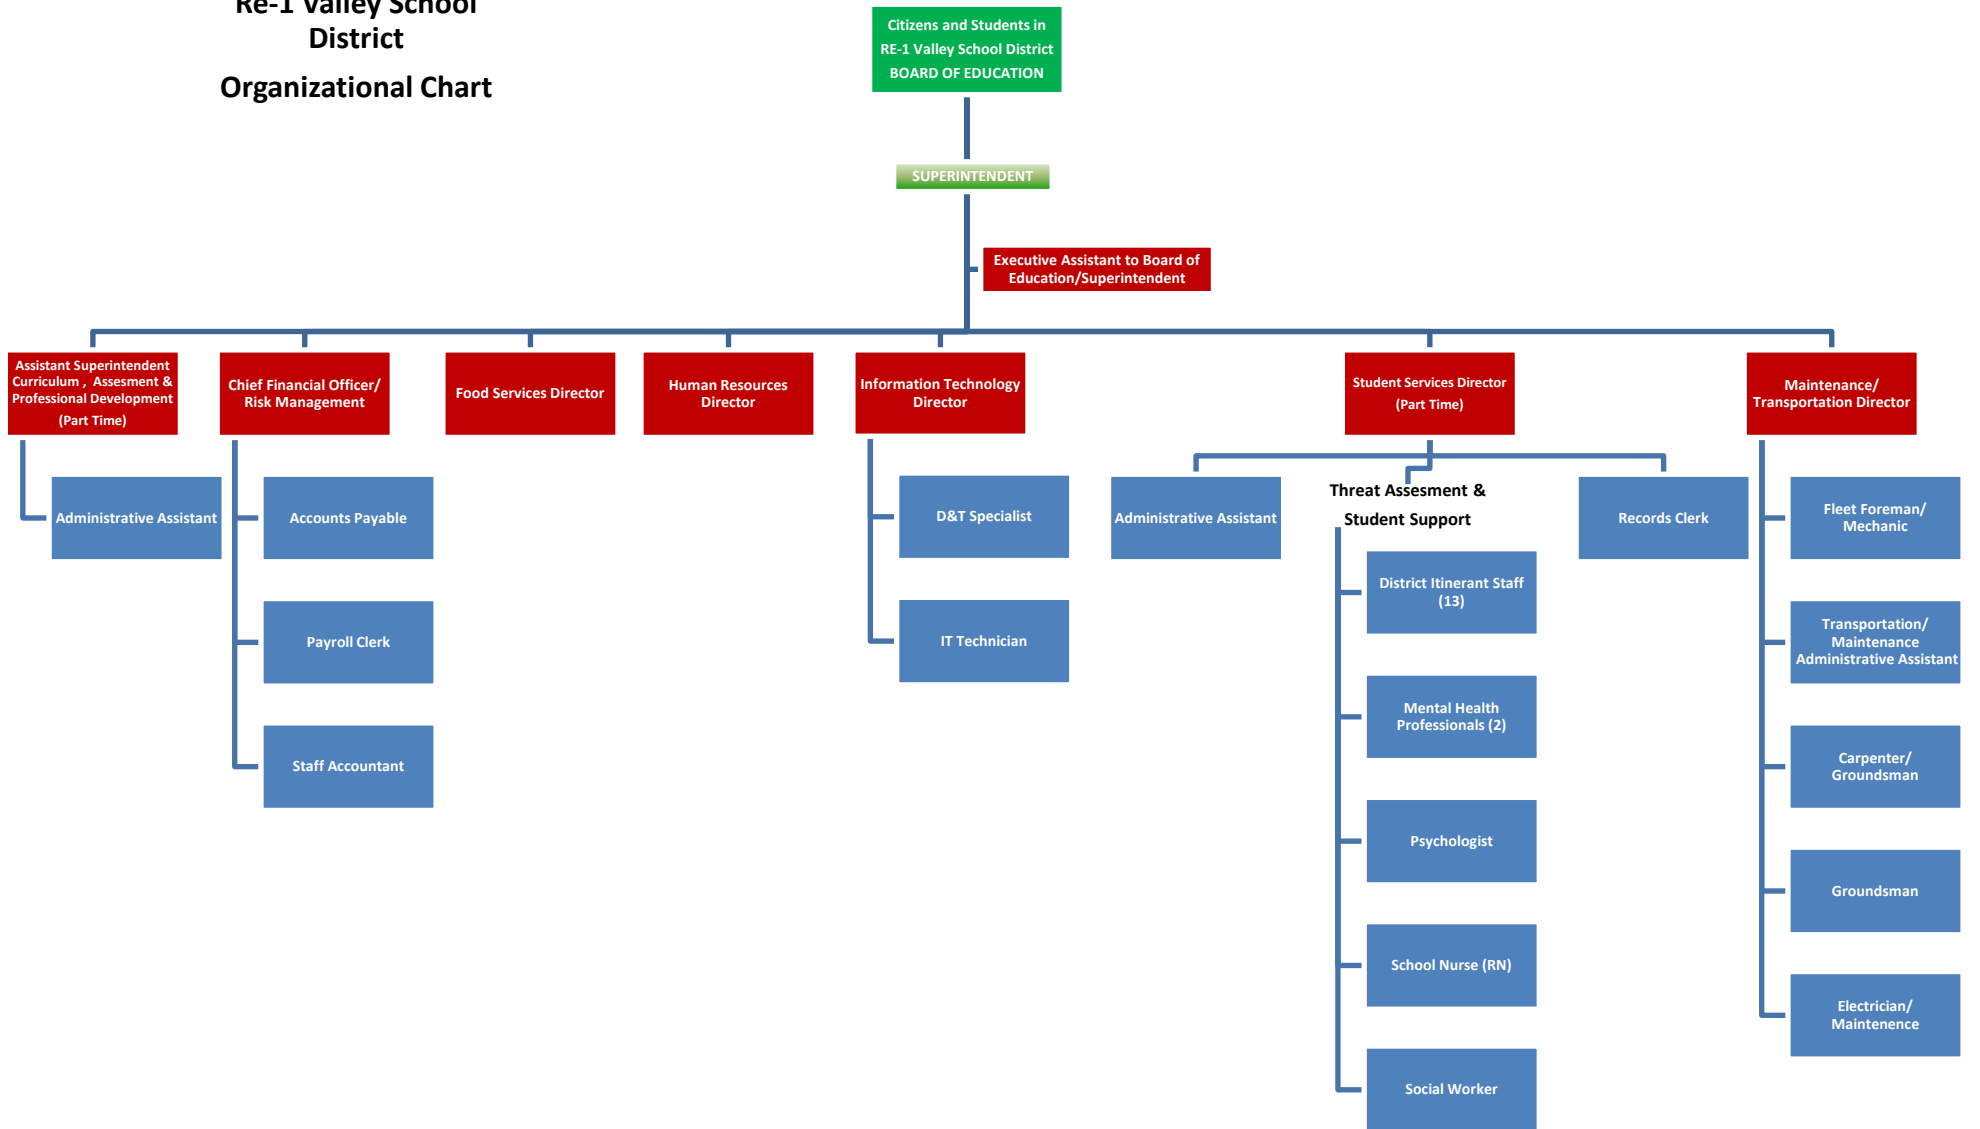 Re-1 Valley School
District
Organizational Chart
Citizens and Students in
RE-1 Valley School District
BOARD OF EDUCATION
SUPERINTENDENT
Executive Assistant to Board of
Education/Superintendent
Assistant Superintendent
Curriculum , Assesment &
Professional Development
(Part Time)
Chief Financial Officer/
Risk Management
Food Services Director
Human Resources
Director
Information Technology
Director
Student Services Director
(Part Time)
Maintenance/
Transportation Director
Administrative Assistant
Accounts Payable
Payroll Clerk
Staff Accountant
D&T Specialist
IT Technician
Administrative Assistant
Threat Assesment &
Student Support
Records Clerk
District Itinerant Staff
(13)
Mental Health
Professionals (2)
Psychologist
School Nurse (RN)
Social Worker
Fleet Foreman/
Mechanic
Transportation/
Maintenance
Administrative Assistant
Carpenter/
Groundsman
Groundsman
Electrician/
Maintenence